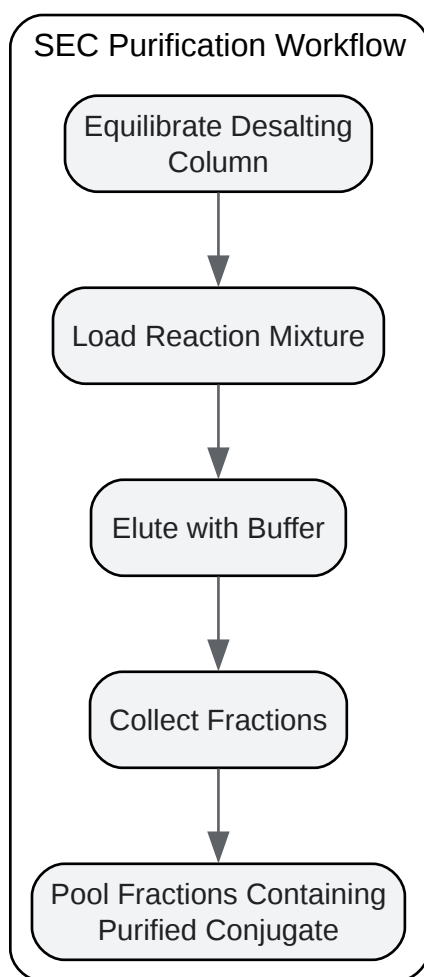 SEC Purification Workflow
Equilibrate Desalting
Column
Load Reaction Mixture
Elute with Buffer
Collect Fractions
Pool Fractions Containing
Purified Conjugate